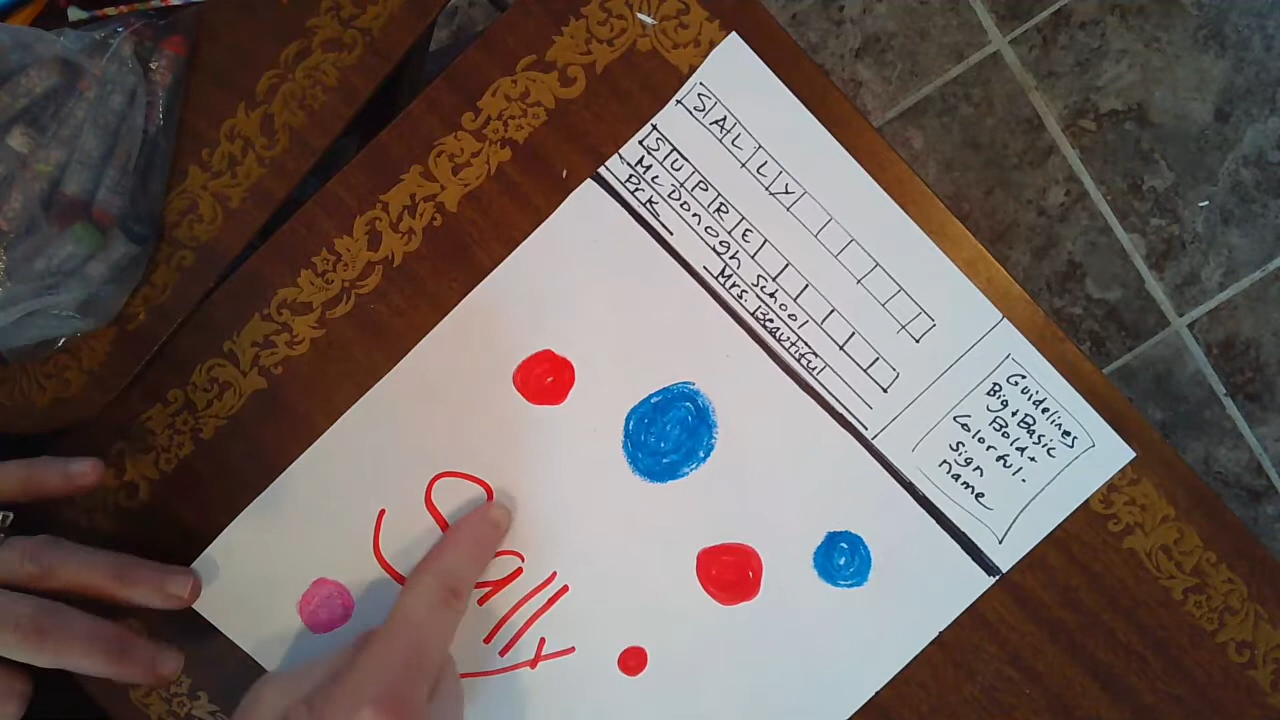 SALLY
SUPRE
McDonogh School
PrK
Mrs. Beautiful
Guidelines
Big + Basic
Bold +
Colorful.
Sign
name
Sally